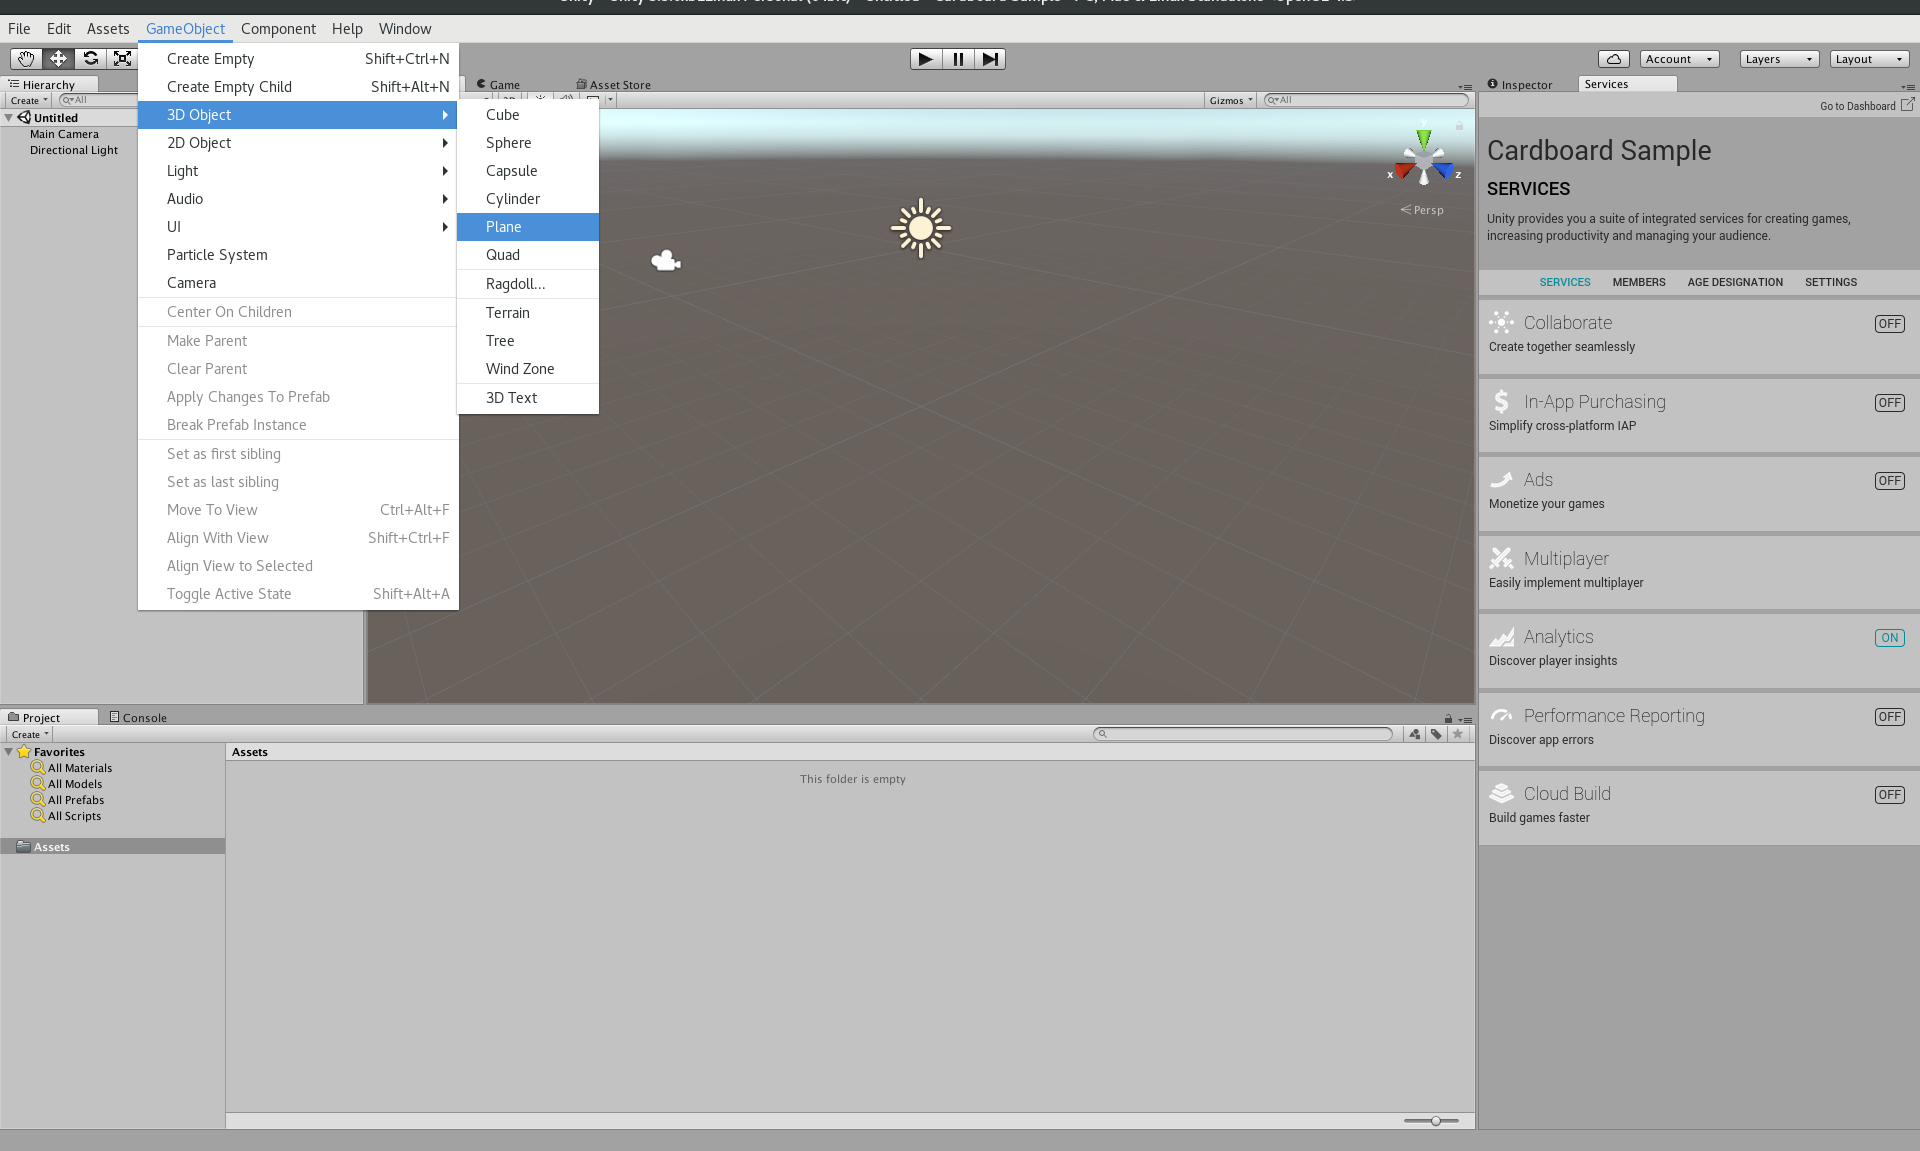 File Edit Assets GameObject Component Help Window
Account
Layers
Layout
Create Empty Shift+Ctrl+N
Create Empty Child Shift+Alt+N
3D Object
2D Object
Light
Audio
UI
Particle System
Camera
Center On Children
Make Parent
Clear Parent
Apply Changes To Prefab
Break Prefab Instance
Set as first sibling
Set as last sibling
Move To View Ctrl+Alt+F
Align With View Shift+Ctrl+F
Align View to Selected
Toggle Active State Shift+Alt+A
Cube
Sphere
Capsule
Cylinder
Plane
Quad
Ragdoll...
Terrain
Tree
Wind Zone
3D Text
Hierarchy
Create All
Untitled
Main Camera
Directional Light
Game Asset Store
Gizmos All
y
x z
Persp
Inspector Services
Go to Dashboard
Cardboard Sample
SERVICES
Unity provides you a suite of integrated services for creating games,
increasing productivity and managing your audience.
SERVICES MEMBERS AGE DESIGNATION SETTINGS
Collaborate OFF
Create together seamlessly
In-App Purchasing OFF
Simplify cross-platform IAP
Ads OFF
Monetize your games
Multiplayer
Easily implement multiplayer
Analytics ON
Discover player insights
Performance Reporting OFF
Discover app errors
Cloud Build OFF
Build games faster
Project Console
Create
Favorites
All Materials
All Models
All Prefabs
All Scripts
Assets
Assets
This folder is empty